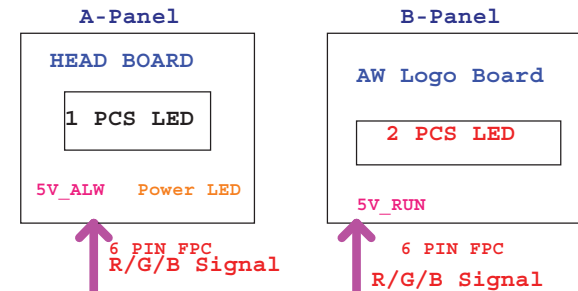 A-Panel
HEAD BOARD
1 PCS LED
5V_ALW Power LED
6 PIN FPC
R/G/B Signal
B-Panel
AW Logo Board
2 PCS LED
5V_RUN
6 PIN FPC
R/G/B Signal